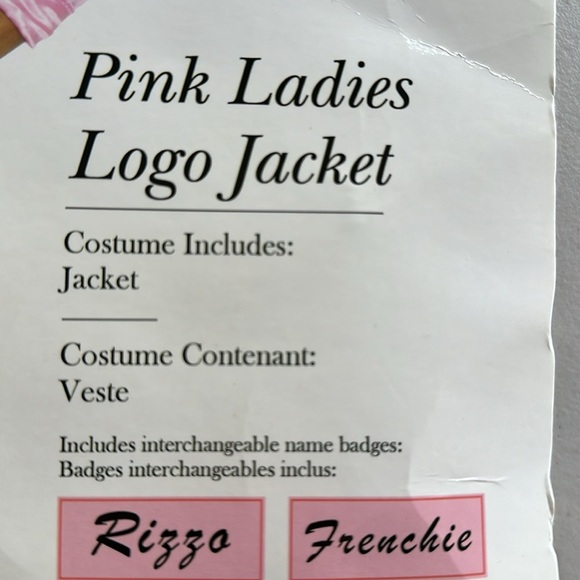 Pink Ladies
Logo Jacket
Costume Includes:
Jacket
Costume Contenant:
Veste
Includes interchangeable name badges:
Badges interchangeables inclus:
Rizzo Frenchie